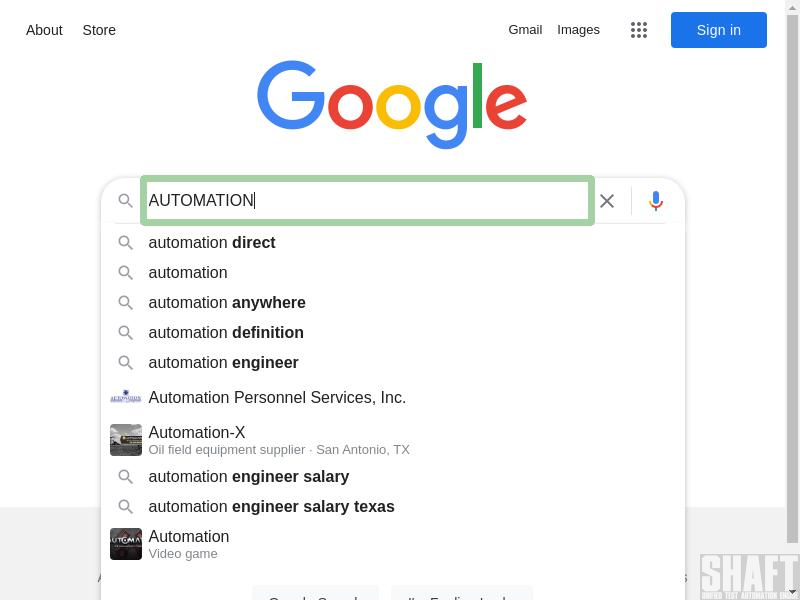 About Store Gmail Images Sign in
Google
AUTOMATION
automation direct
automation
automation anywhere
automation definition
automation engineer
Automation Personnel Services, Inc.
Automation-X
Oil field equipment supplier · San Antonio, TX
automation engineer salary
automation engineer salary texas
Automation
Video game
SHAFT